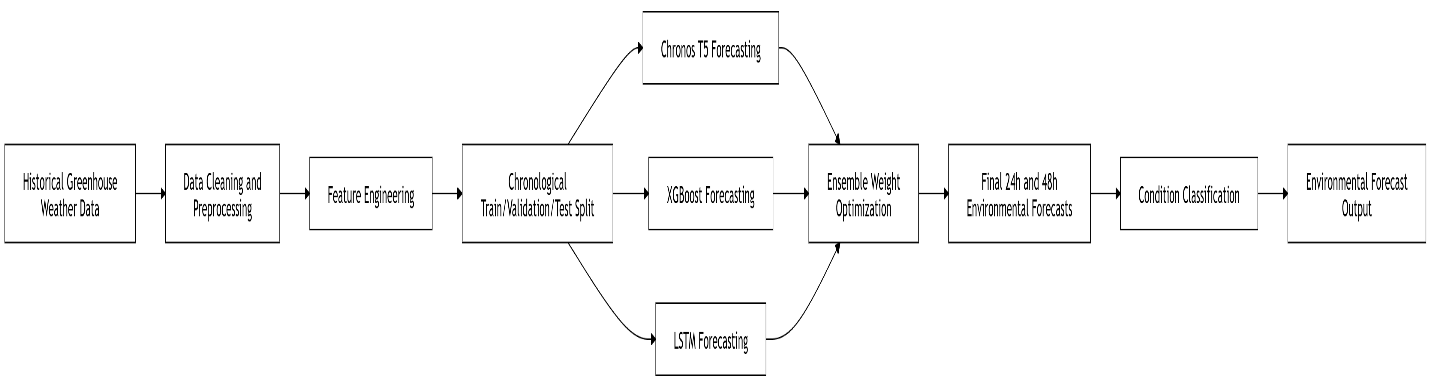 Historical Greenhouse
Weather Data
Data Cleaning and
Preprocessing
Feature Engineering
Chronological
Train/Validation/Test Split
Chronos T5 Forecasting
XGBoost Forecasting
LSTM Forecasting
Ensemble Weight
Optimization
Final 24h and 48h
Environmental Forecasts
Condition Classification
Environmental Forecast
Output